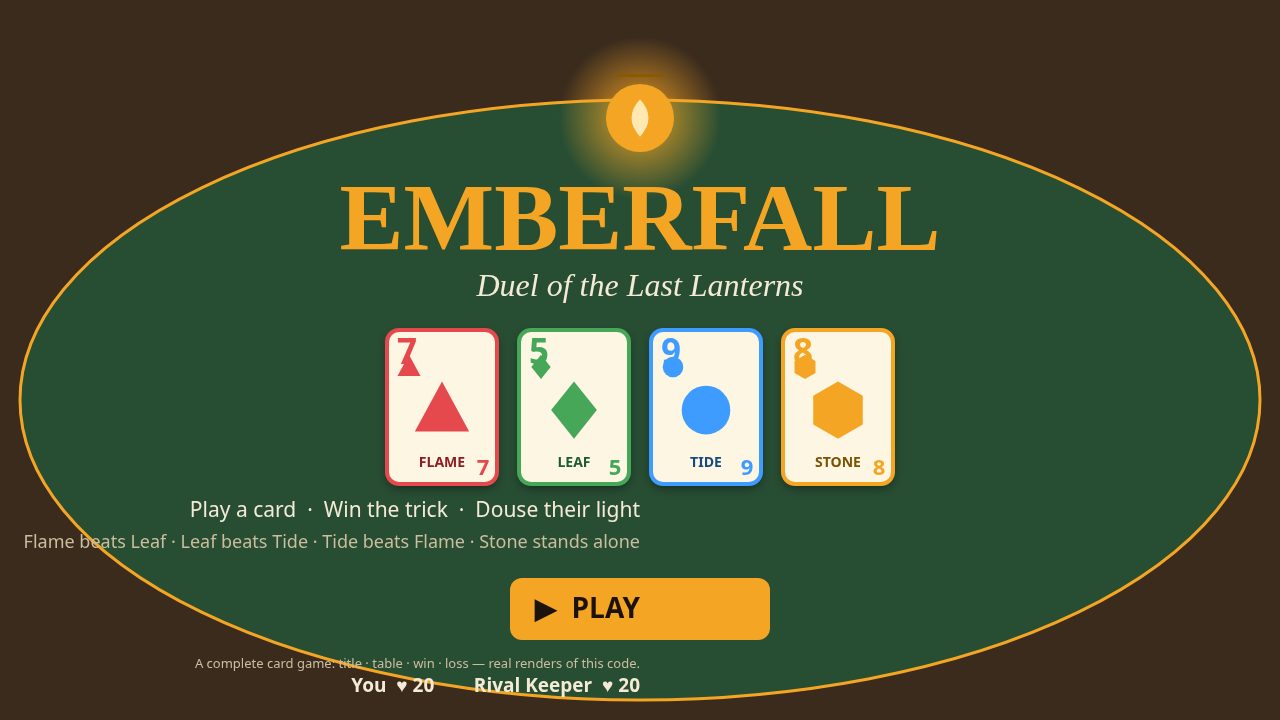 EMBERFALL
Duel of the Last Lanterns
7 5 9 8
FLAME 7 LEAF 5 TIDE 9 STONE 8
Play a card · Win the trick · Douse their light
Flame beats Leaf · Leaf beats Tide · Tide beats Flame · Stone stands alone
▶ PLAY
A complete card game: title · table · win · loss — real renders of this code.
You ♥ 20 Rival Keeper ♥ 20